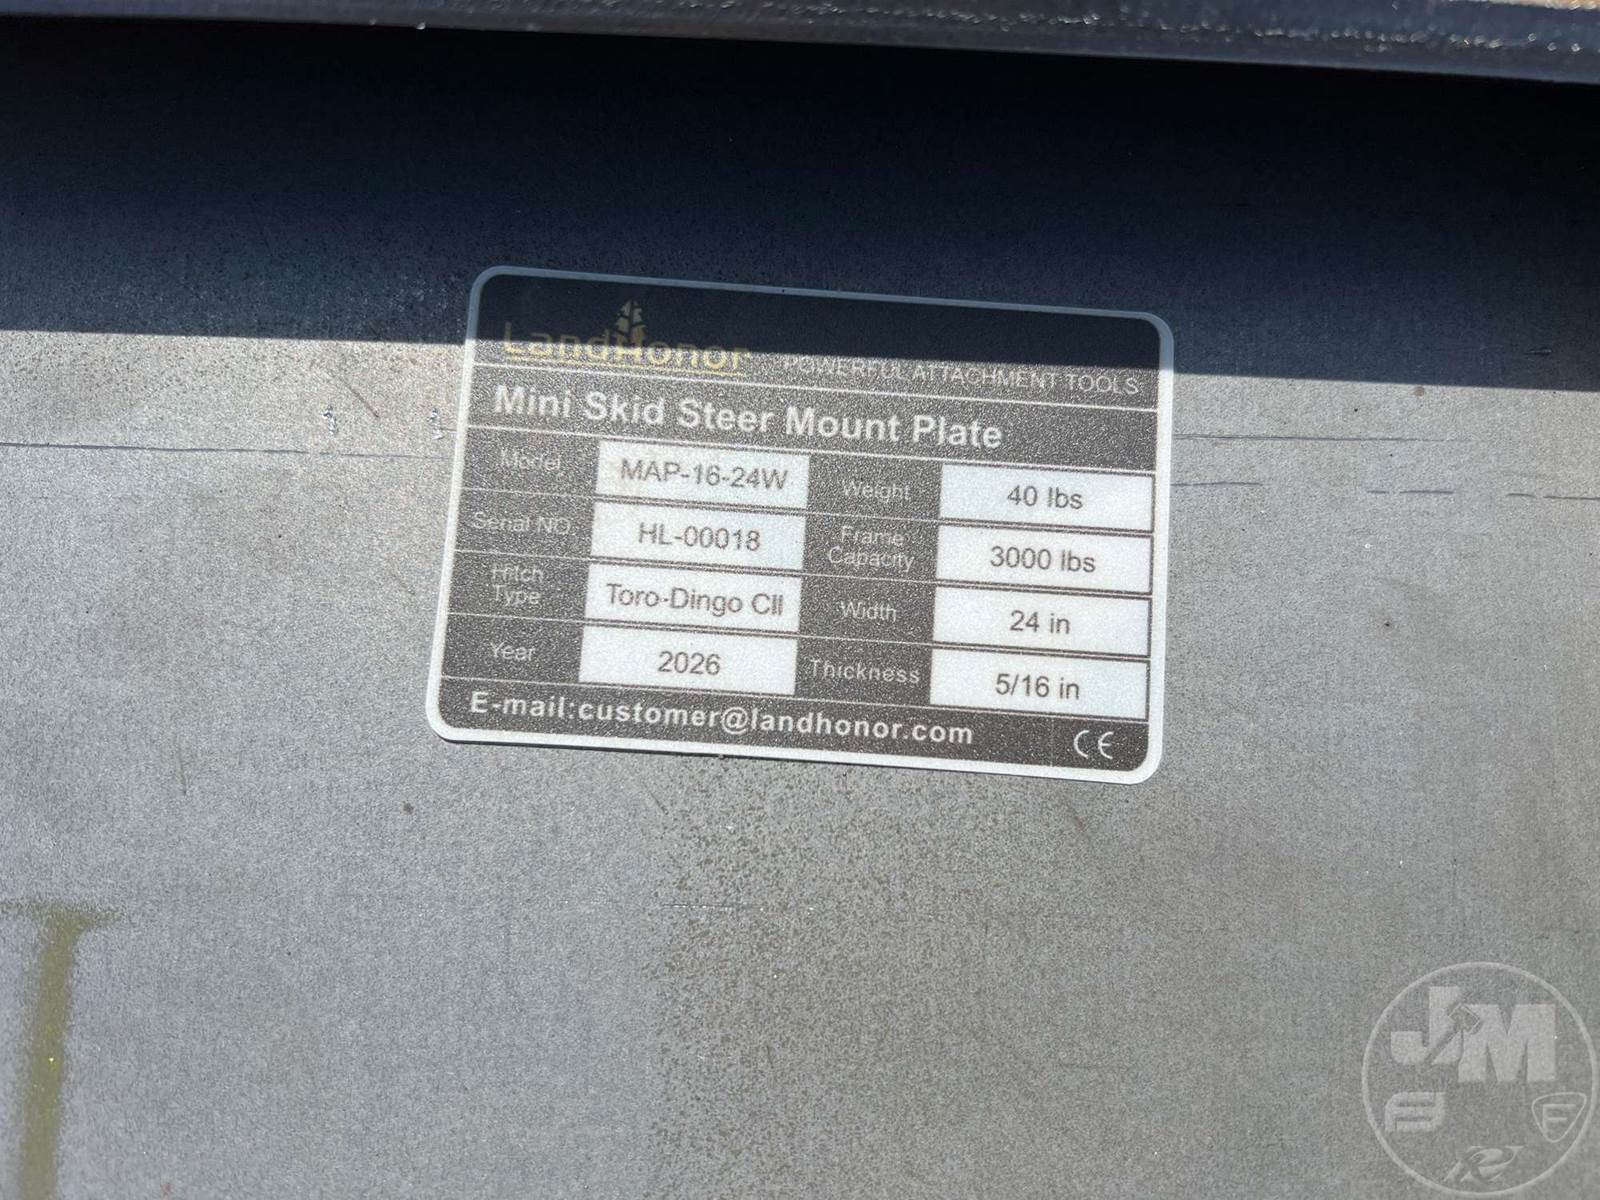 LandHonor POWERFUL ATTACHMENT TOOLS
Mini Skid Steer Mount Plate
Model MAP-16-24W Weight 40 lbs
Serial NO. HL-00018 Frame Capacity 3000 lbs
Hitch Type Toro-Dingo CII Width 24 in
Year 2026 Thickness 5/16 in
E-mail:customer@landhonor.com CE
JM